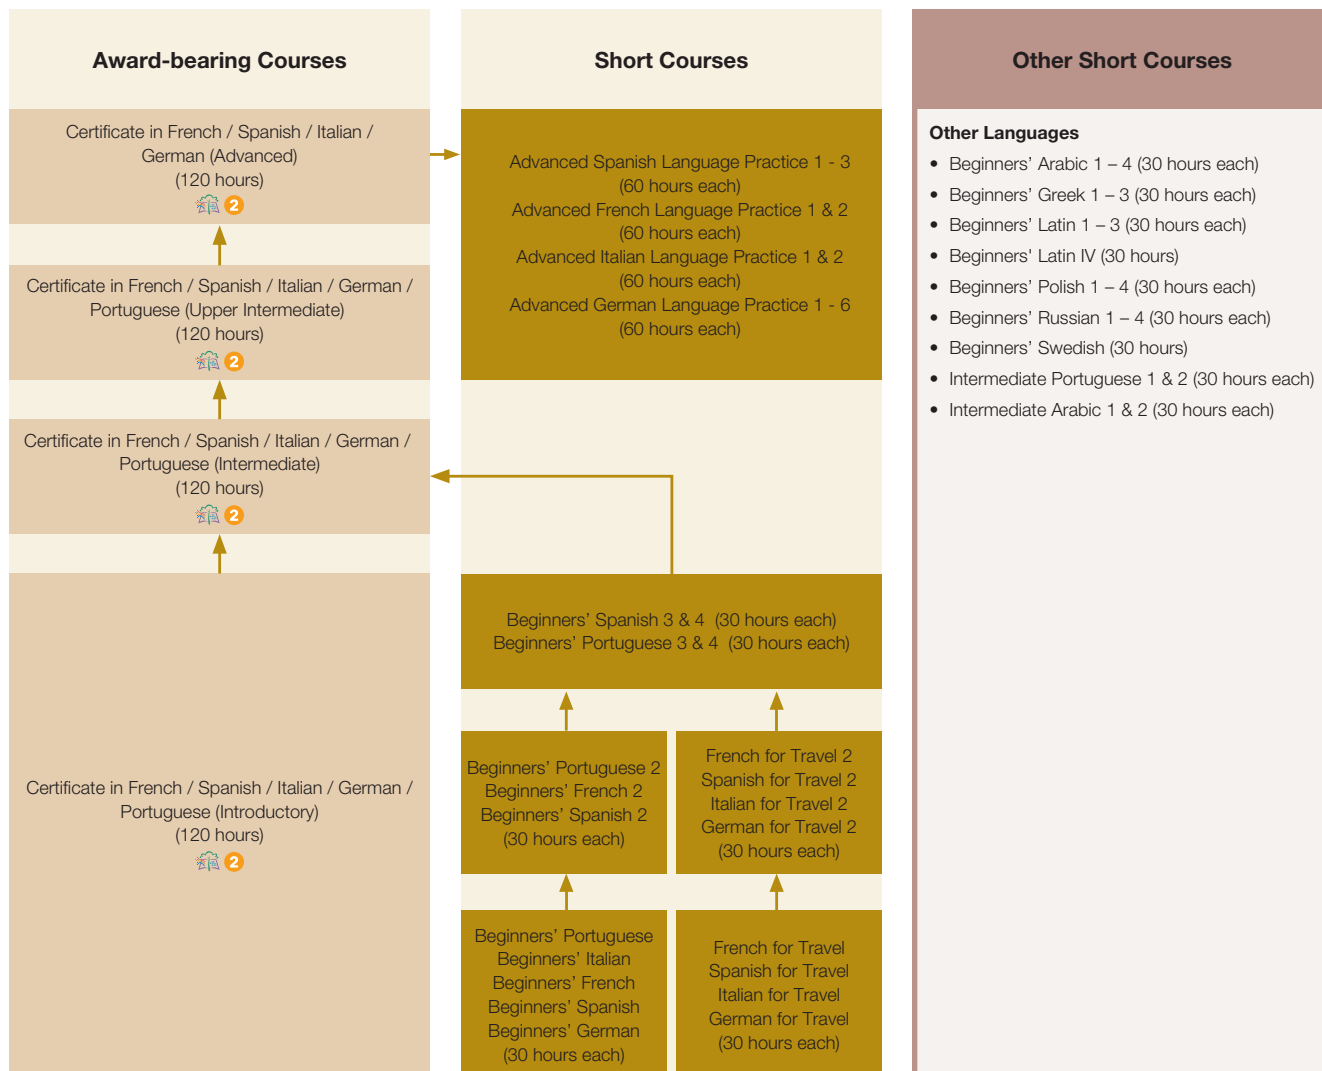 Award-bearing Courses
Certificate in French / Spanish / Italian /
German (Advanced)
(120 hours)
2
Certificate in French / Spanish / Italian / German /
Portuguese (Upper Intermediate)
(120 hours)
2
Certificate in French / Spanish / Italian / German /
Portuguese (Intermediate)
(120 hours)
2
Certificate in French / Spanish / Italian / German /
Portuguese (Introductory)
(120 hours)
2
Short Courses
Advanced Spanish Language Practice 1 - 3
(60 hours each)
Advanced French Language Practice 1 & 2
(60 hours each)
Advanced Italian Language Practice 1 & 2
(60 hours each)
Advanced German Language Practice 1 - 6
(60 hours each)
Beginners’ Spanish 3 & 4 (30 hours each)
Beginners’ Portuguese 3 & 4 (30 hours each)
Beginners’ Portuguese 2
Beginners’ French 2
Beginners’ Spanish 2
(30 hours each)
French for Travel 2
Spanish for Travel 2
Italian for Travel 2
German for Travel 2
(30 hours each)
Beginners’ Portuguese
Beginners’ Italian
Beginners’ French
Beginners’ Spanish
Beginners’ German
(30 hours each)
French for Travel
Spanish for Travel
Italian for Travel
German for Travel
(30 hours each)
Other Short Courses
Other Languages
• Beginners’ Arabic 1 – 4 (30 hours each)
• Beginners’ Greek 1 – 3 (30 hours each)
• Beginners’ Latin 1 – 3 (30 hours each)
• Beginners' Latin IV (30 hours)
• Beginners’ Polish 1 – 4 (30 hours each)
• Beginners’ Russian 1 – 4 (30 hours each)
• Beginners’ Swedish (30 hours)
• Intermediate Portuguese 1 & 2 (30 hours each)
• Intermediate Arabic 1 & 2 (30 hours each)